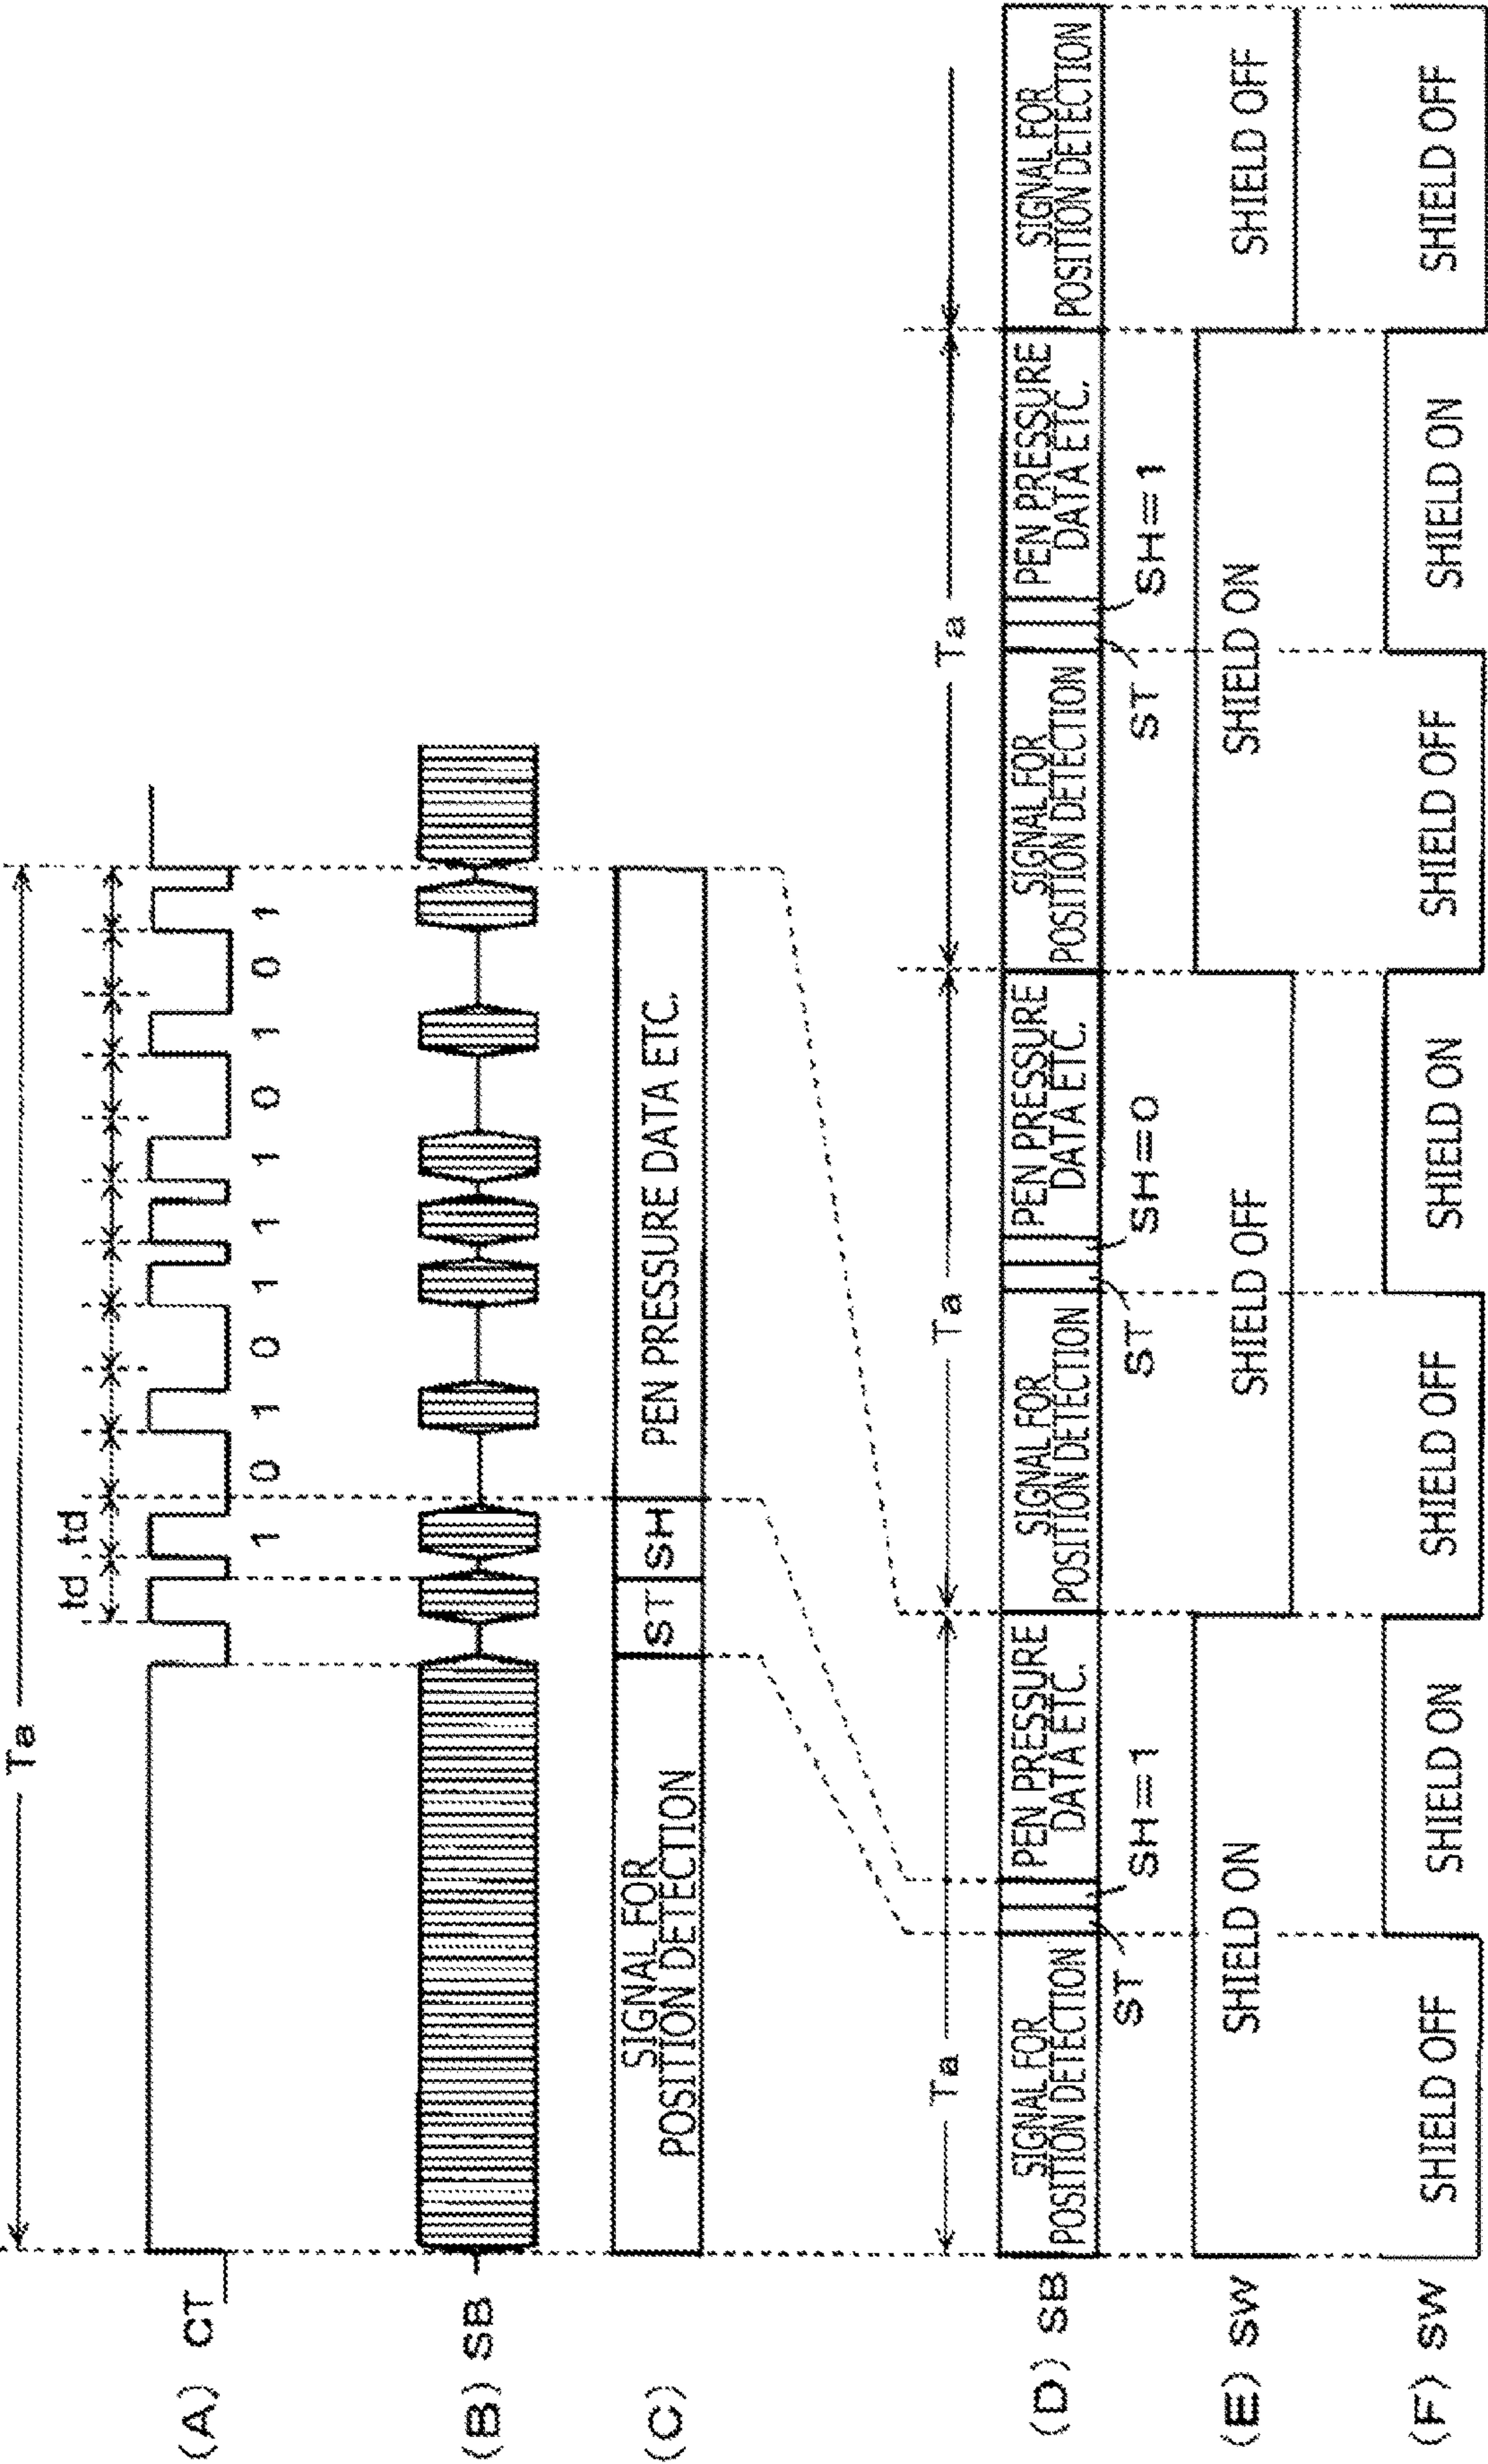 Ta
td td
(A) CT
1 0 1 0 1 1 1 0 1 0 1
(B) SB
(C)
SIGNAL FOR
POSITION DETECTION
ST
SH
PEN PRESSURE DATA ETC.
Ta
Ta
Ta
(D) SB
SIGNAL FOR
POSITION DETECTION
PEN PRESSURE
DATA ETC.
SIGNAL FOR
POSITION DETECTION
PEN PRESSURE
DATA ETC.
SIGNAL FOR
POSITION DETECTION
PEN PRESSURE
DATA ETC.
SIGNAL FOR
POSITION DETECTION
ST
SH=1
ST
SH=0
ST
SH=1
(E) SW
SHIELD ON
SHIELD OFF
SHIELD ON
SHIELD OFF
(F) SW
SHIELD OFF
SHIELD ON
SHIELD OFF
SHIELD ON
SHIELD OFF
SHIELD ON
SHIELD OFF